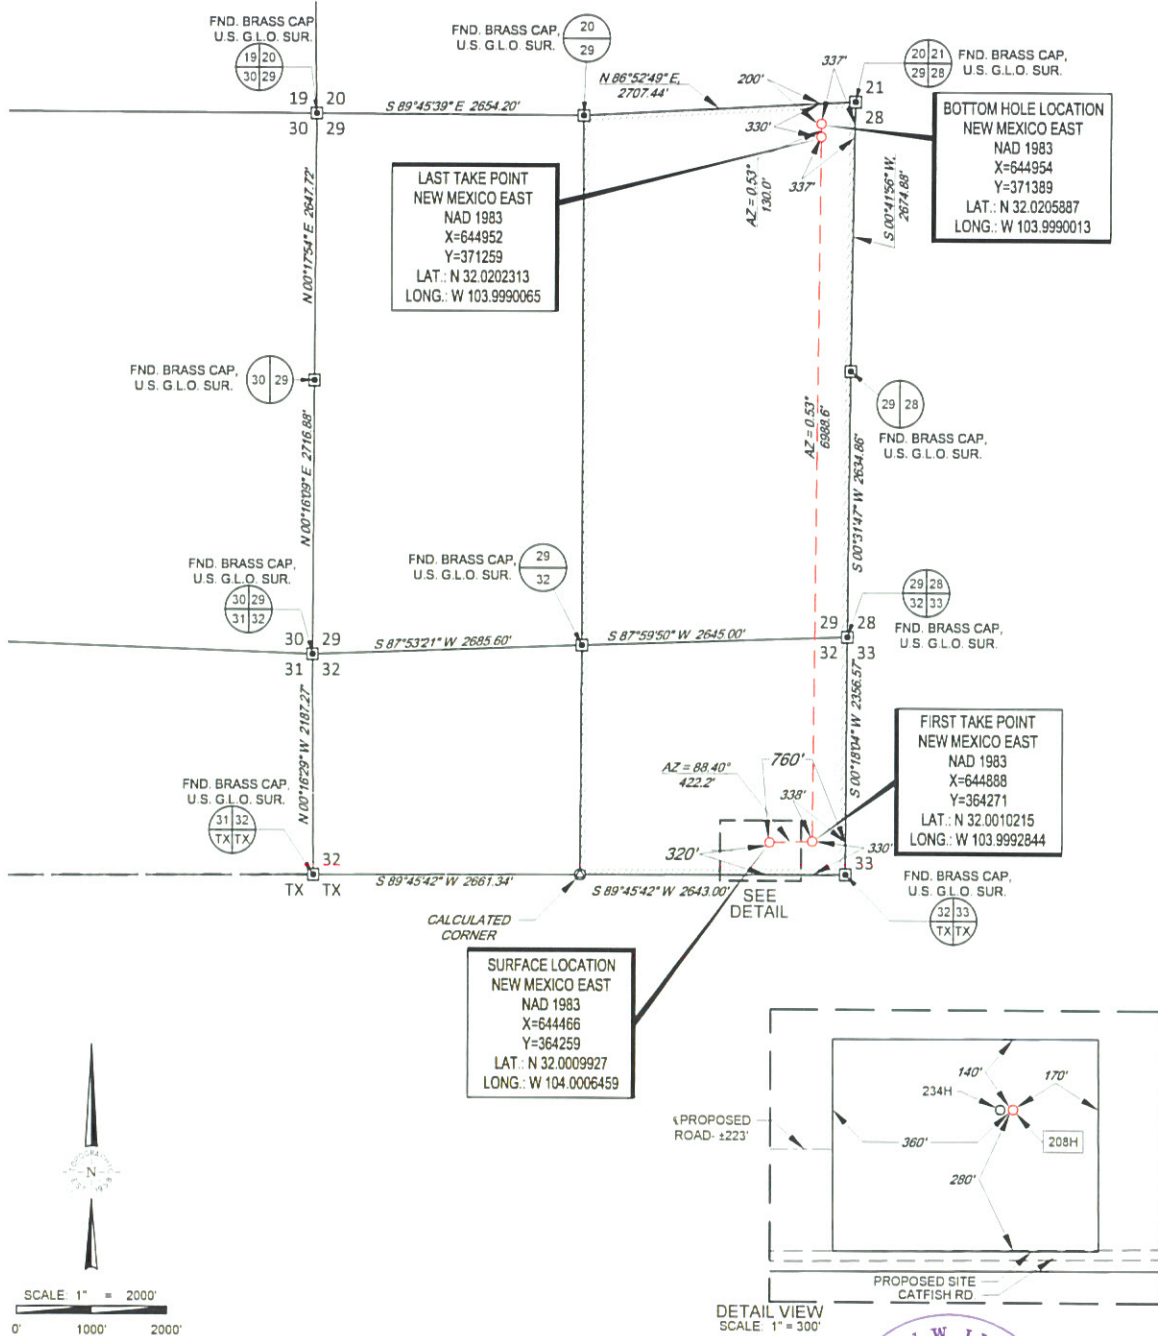 FND. BRASS CAP,
U.S. G.L.O. SUR.
19 20
30 29
FND. BRASS CAP,
U.S. G.L.O. SUR.
20
29
N 86°52'49" E,
2707.44'
200'
337'
20 21
29 28
FND. BRASS CAP,
U.S. G.L.O. SUR.
19 20
30 29
S 89°45'39" E 2654.20'
21
28
330'
337'
AZ = 0.53°
130.0'
BOTTOM HOLE LOCATION
NEW MEXICO EAST
NAD 1983
X=644954
Y=371389
LAT.: N 32.0205887
LONG.: W 103.9990013
LAST TAKE POINT
NEW MEXICO EAST
NAD 1983
X=644952
Y=371259
LAT.: N 32.0202313
LONG.: W 103.9990065
N 00°17'54" E 2647.72'
S 00°41'56" W,
2674.88'
FND. BRASS CAP,
U.S. G.L.O. SUR.
30 29
29 28
FND. BRASS CAP,
U.S. G.L.O. SUR.
AZ = 0.53°
6988.6'
N 00°16'09" E 2716.88'
S 00°31'47" W 2634.86'
FND. BRASS CAP,
U.S. G.L.O. SUR.
30 29
31 32
FND. BRASS CAP,
U.S. G.L.O. SUR.
29
32
29 28
32 33
FND. BRASS CAP,
U.S. G.L.O. SUR.
30 29
31 32
S 87°53'21" W 2685.60'
S 87°59'50" W 2645.00'
29 28
32 33
N 00°16'29" W 2187.27'
S 00°18'04" W 2356.57'
FIRST TAKE POINT
NEW MEXICO EAST
NAD 1983
X=644888
Y=364271
LAT.: N 32.0010215
LONG.: W 103.9992844
AZ = 88.40°
422.2'
760'
338'
320'
330'
FND. BRASS CAP,
U.S. G.L.O. SUR.
31 32
TX TX
32
TX TX
S 89°45'42" W 2661.34'
S 89°45'42" W 2643.00'
SEE
DETAIL
33
FND. BRASS CAP,
U.S. G.L.O. SUR.
32 33
TX TX
CALCULATED
CORNER
SURFACE LOCATION
NEW MEXICO EAST
NAD 1983
X=644466
Y=364259
LAT.: N 32.0009927
LONG.: W 104.0006459
140'
170'
234H
208H
360'
280'
PROPOSED
ROAD- ±223'
PROPOSED SITE
CATFISH RD.
DETAIL VIEW
SCALE: 1" = 300'
N
SCALE: 1" = 2000'
0' 1000' 2000'